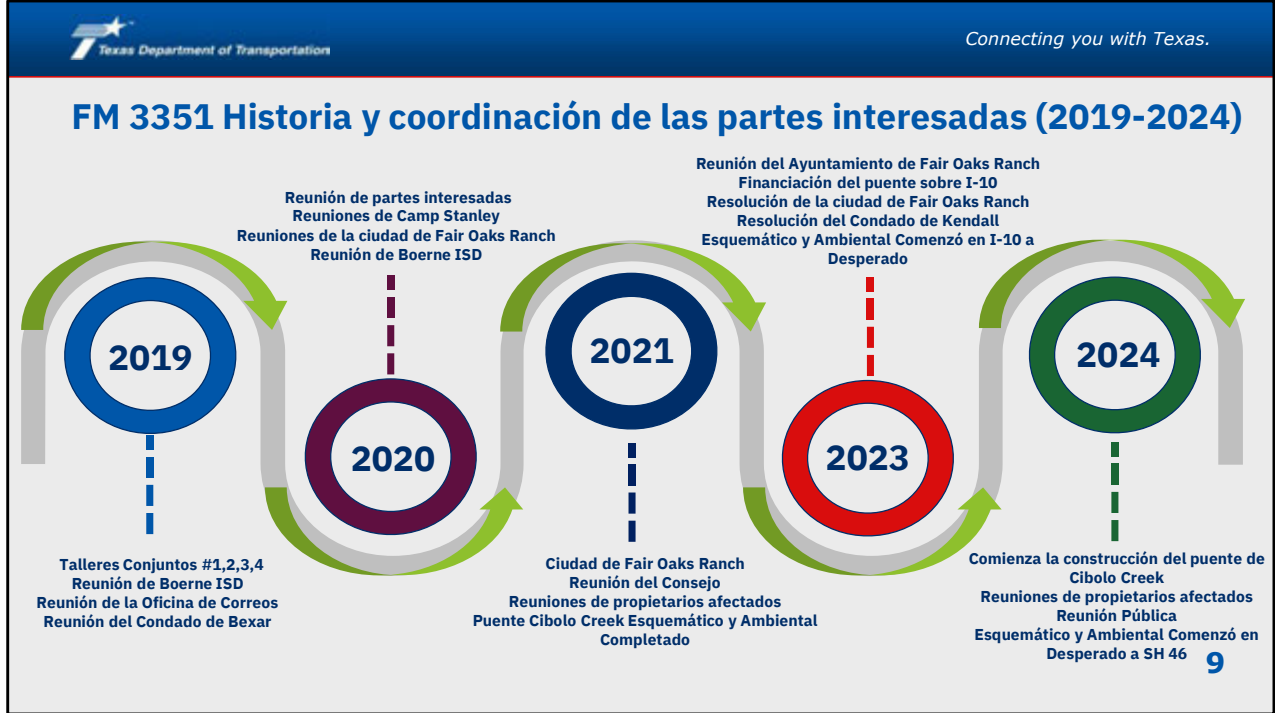 Texas Department of Transportation
Connecting you with Texas.
FM 3351 Historia y coordinación de las partes interesadas (2019-2024)
2019
Talleres Conjuntos #1,2,3,4
Reunión de Boerne ISD
Reunión de la Oficina de Correos
Reunión del Condado de Bexar
Reunión de partes interesadas
Reuniones de Camp Stanley
Reuniones de la ciudad de Fair Oaks Ranch
Reunión de Boerne ISD
2020
2021
Ciudad de Fair Oaks Ranch
Reunión del Consejo
Reuniones de propietarios afectados
Puente Cibolo Creek Esquemático y Ambiental
Completado
Reunión del Ayuntamiento de Fair Oaks Ranch
Financiación del puente sobre I-10
Resolución de la ciudad de Fair Oaks Ranch
Resolución del Condado de Kendall
Esquemático y Ambiental Comenzó en I-10 a
Desperado
2023
2024
Comienza la construcción del puente de
Cibolo Creek
Reuniones de propietarios afectados
Reunión Pública
Esquemático y Ambiental Comenzó en
Desperado a SH 46
9